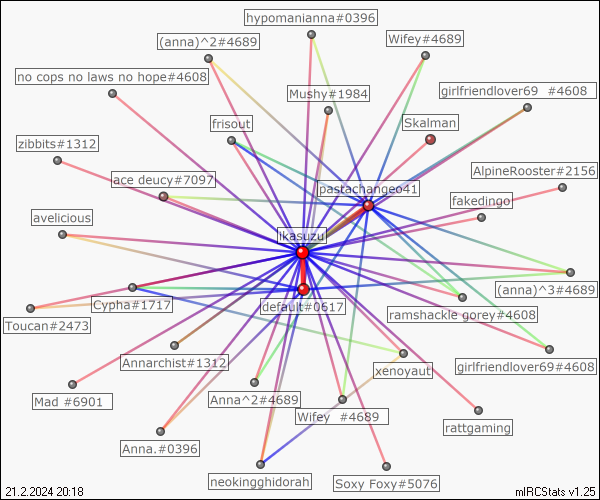 hypomanianna#0396
(anna)^2#4689
Wifey#4689
no cops no laws no hope#4608
girlfriendlover69  #4608
Mushy#1984
frisout
Skalman
zibbits#1312
ace deucy#7097
AlpineRooster#2156
pastachangeo41
fakedingo
avelicious
ikasuzu
(anna)^3#4689
Cypha#1717
default#0617
ramshackle gorey#4608
Toucan#2473
Annarchist#1312
girlfriendlover69#4608
xenoyaut
Anna^2#4689
Mad #6901
Wifey  #4689
rattgaming
Anna.#0396
neokingghidorah
Soxy Foxy#5076
21.2.2024 20:18
mIRCStats v1.25